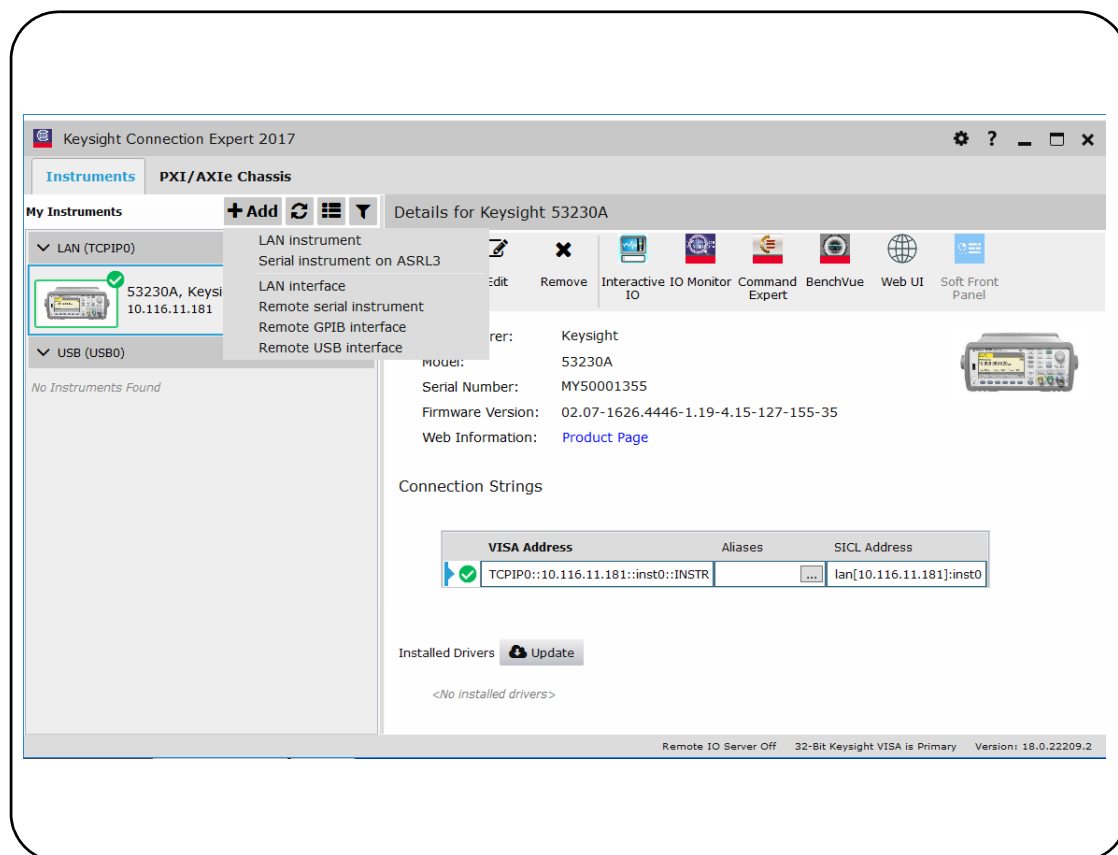 Keysight Connection Expert 2017
Instruments PXI/AXIe Chassis
My Instruments
Add
LAN (TCPIP0)
53230A, Keysi
10.116.11.181
USB (USB0)
No Instruments Found
LAN instrument
Serial instrument on ASRL3
LAN interface
Remote serial instrument
Remote GPIB interface
Remote USB interface
Details for Keysight 53230A
Edit Remove Interactive IO IO Monitor Command Expert BenchVue Web UI Soft Front Panel
rer: Keysight
Model: 53230A
Serial Number: MY50001355
Firmware Version: 02.07-1626.4446-1.19-4.15-127-155-35
Web Information: Product Page
Connection Strings
VISA Address Aliases SICL Address
TCPIP0::10.116.11.181::inst0::INSTR ... lan[10.116.11.181]:inst0
Installed Drivers Update
<No installed drivers>
Remote IO Server Off 32-Bit Keysight VISA is Primary Version: 18.0.22209.2